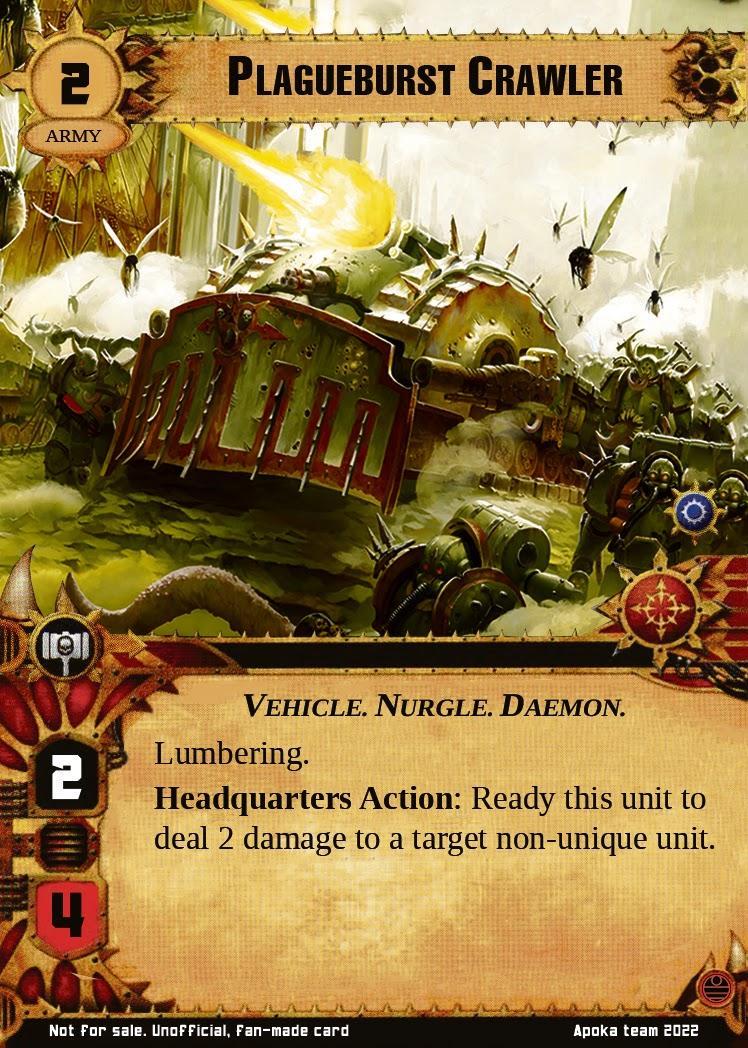 2
Plagueburst Crawler
ARMY
Vehicle. Nurgle. Daemon.
Lumbering.
Headquarters Action: Ready this unit to
deal 2 damage to a target non-unique unit.
2
4
Not for sale. Unofficial, fan-made card
Apoka team 2022